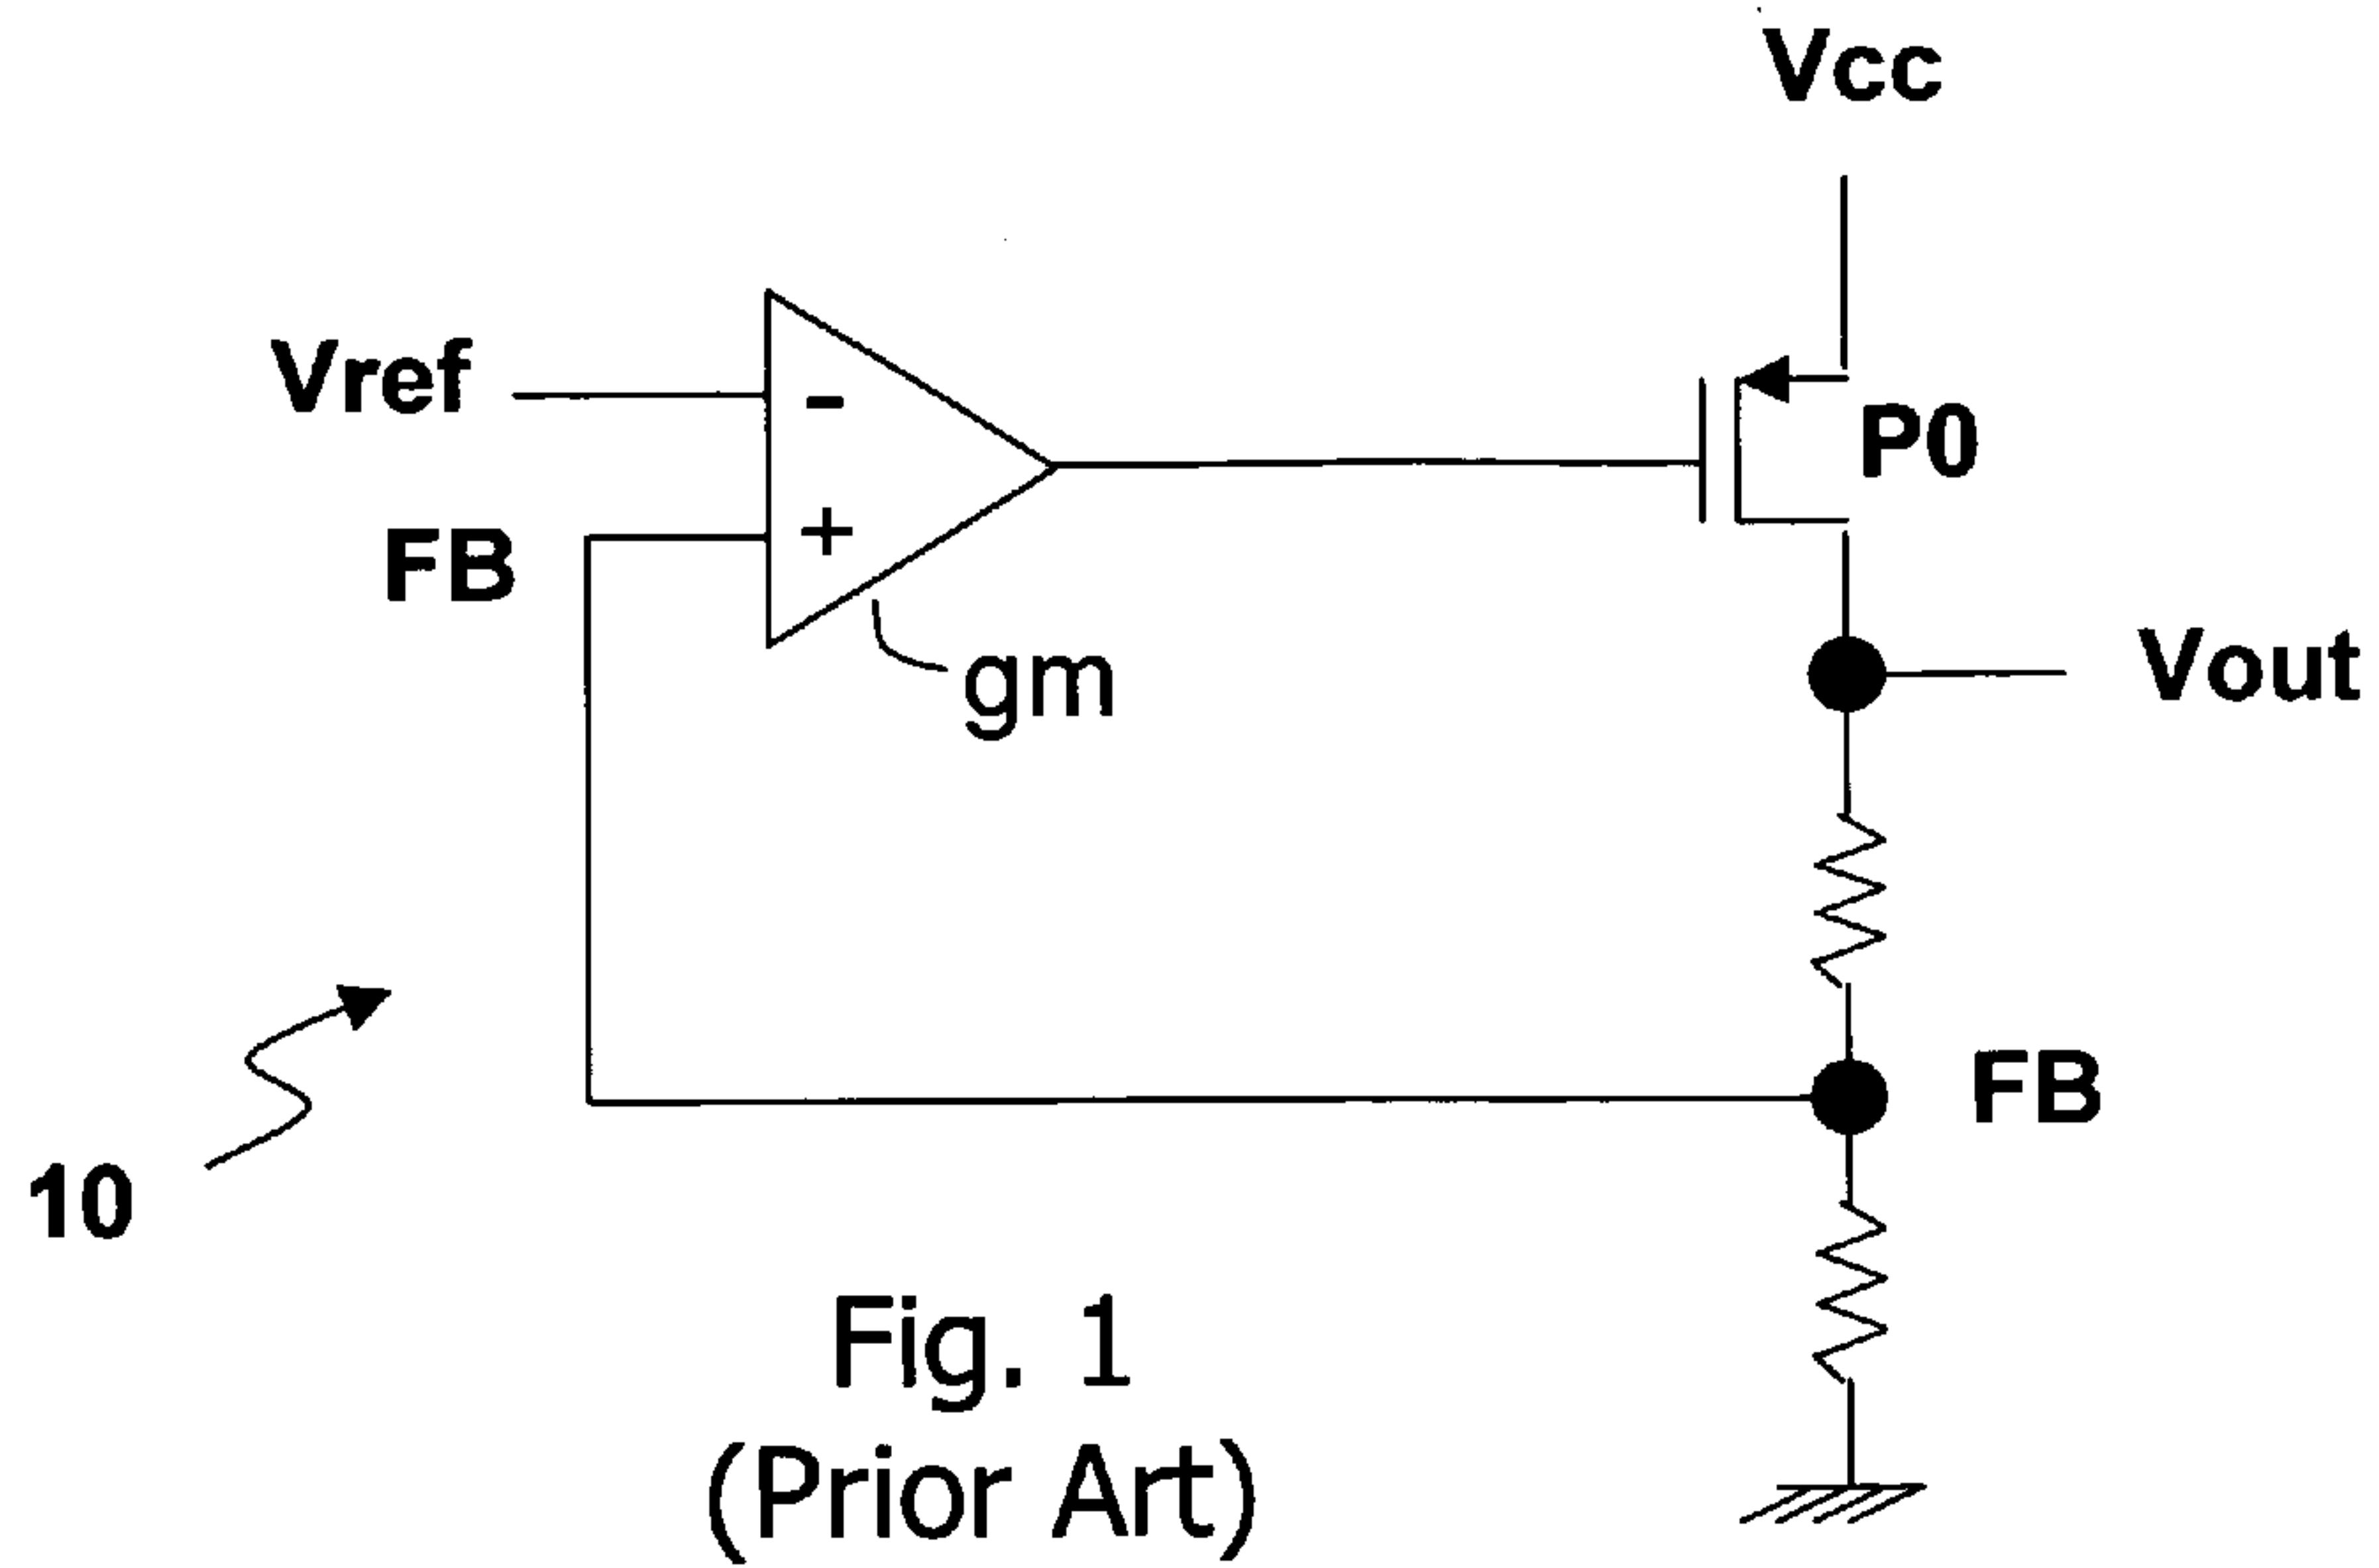 Vcc
Vref
-
P0
FB
+
gm
Vout
FB
10
Fig. 1
(Prior Art)